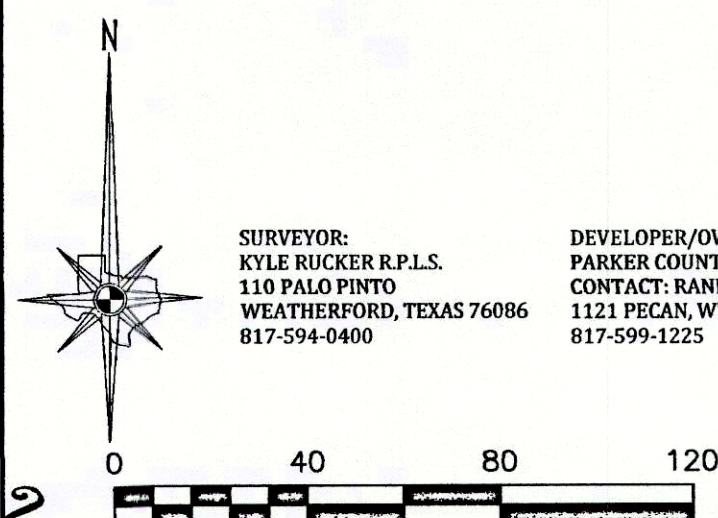 N
SURVEYOR:
KYLE RUCKER R.P.L.S.
110 PALO PINTO
WEATHERFORD, TEXAS 76086
817-594-0400
DEVELOPER/OW
PARKER COUNT
CONTACT: RAN
1121 PECAN, W
817-599-1225
0 40 80 120